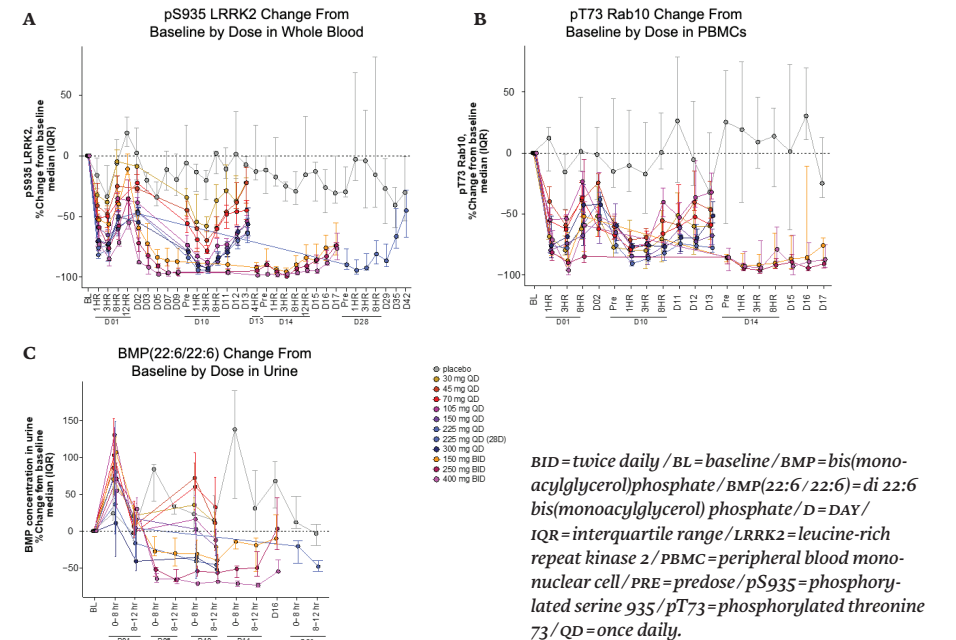 A
pS935 LRRK2 Change From
Baseline by Dose in Whole Blood
pS935 LRRK2,
%Change from baseline
median (IQR)
50
0
−50
−100
BL
1HR
3HR
8HR
12HR
D02
D03
D05
D07
D09
Pre
1HR
3HR
8HR
D11
D12
D13
4HR
Pre
1HR
3HR
8HR
12HR
D15
D16
D17
Pre
1HR
3HR
8HR
D29
D35
D42
D01
D10
D13
D14
D28
B
pT73 Rab10 Change From
Baseline by Dose in PBMCs
pT73 Rab10,
%Change from baseline
median (IQR)
50
0
−50
−100
BL
1HR
3HR
8HR
D02
Pre
1HR
3HR
8HR
D11
D12
D13
Pre
1HR
3HR
8HR
D15
D16
D17
D01
D10
D14
C
BMP(22:6/22:6) Change From
Baseline by Dose in Urine
BMP concentration in urine
%Change from baseline
median (IQR)
150
100
50
0
−50
BL
0−8 hr
8−12 hr
0−8 hr
8−12 hr
0−8 hr
8−12 hr
0−8 hr
8−12 hr
D16
0−8 hr
8−12 hr
placebo
30 mg QD
45 mg QD
70 mg QD
105 mg QD
150 mg QD
225 mg QD
225 mg QD (28D)
300 mg QD
150 mg BID
250 mg BID
400 mg BID
BID = twice daily / BL = baseline / BMP = bis(mono-
acylglycerol)phosphate / BMP(22:6 / 22:6) = di 22:6
bis(monoacylglycerol) phosphate / D = DAY /
IQR = interquartile range / LRRK2 = leucine-rich
repeat kinase 2 / PBMC = peripheral blood mono-
nuclear cell / PRE = predose / pS935 = phosphory-
lated serine 935 / pT73 = phosphorylated threonine
73 / QD = once daily.